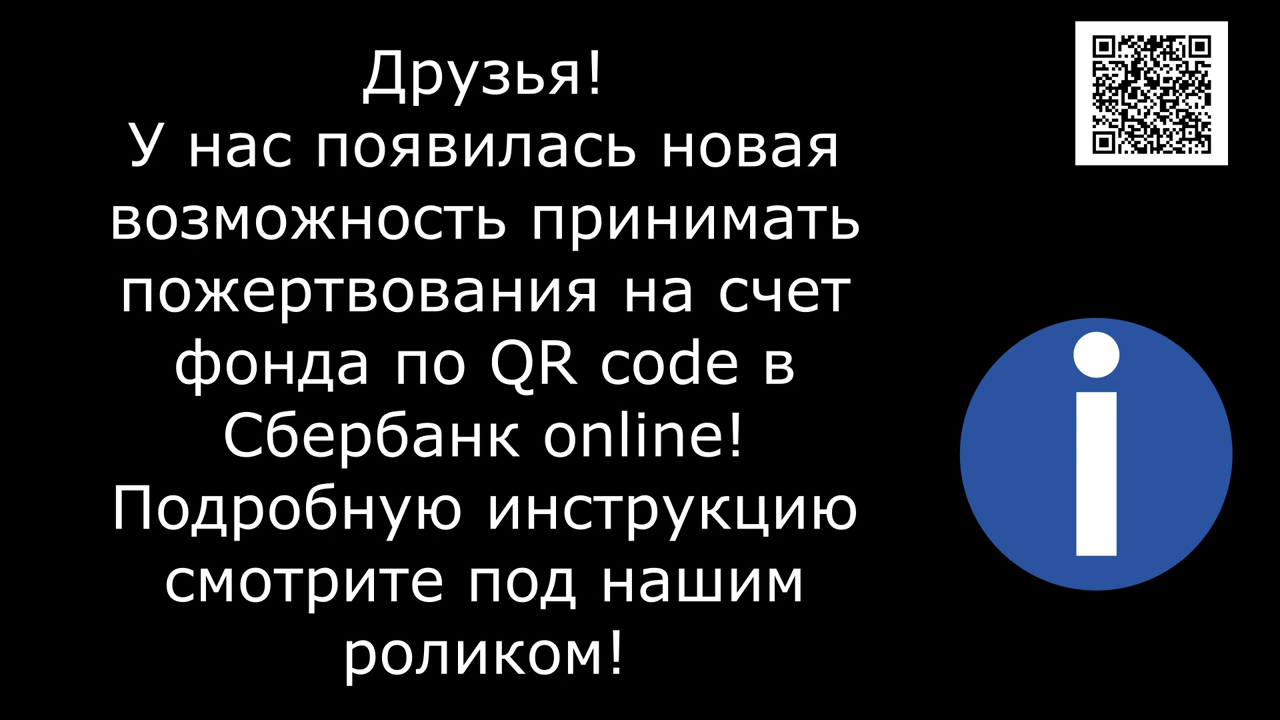 Друзья!
У нас появилась новая
возможность принимать
пожертвования на счет
фонда по QR code в
Сбербанк online!
Подробную инструкцию
смотрите под нашим
роликом!
i